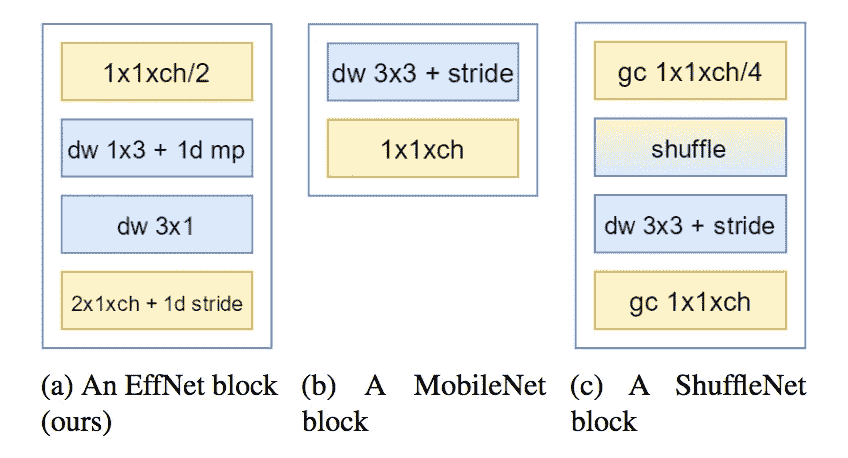 1x1xch/2
dw 1x3 + 1d mp
dw 3x1
2x1xch + 1d stride
(a) An EffNet block
(ours)
dw 3x3 + stride
1x1xch
(b) A MobileNet
block
gc 1x1xch/4
shuffle
dw 3x3 + stride
gc 1x1xch
(c) A ShuffleNet
block